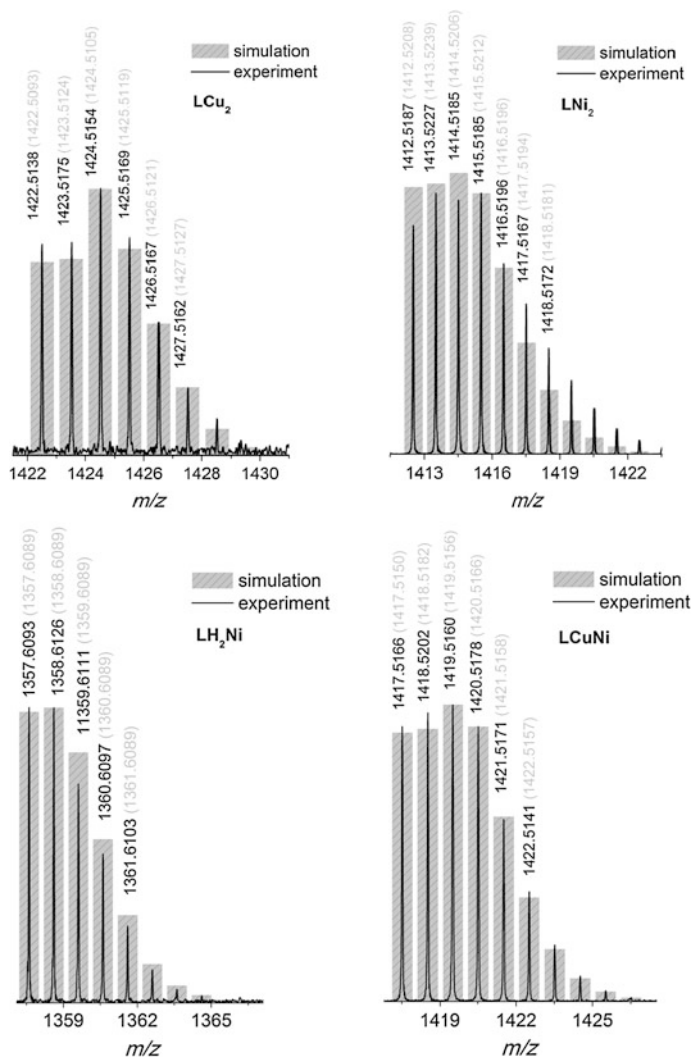 simulation
experiment
LCu2
1422.5138 (1422.5093)
1423.5175 (1423.5124)
1424.5154 (1424.5105)
1425.5169 (1425.5119)
1426.5167 (1426.5121)
1427.5162 (1427.5127)
1422 1424 1426 1428 1430
m/z
simulation
experiment
LNi2
1412.5187 (1412.5208)
1413.5227 (1413.5239)
1414.5185 (1414.5206)
1415.5185 (1415.5212)
1416.5196 (1416.5196)
1417.5167 (1417.5194)
1418.5172 (1418.5181)
1413 1416 1419 1422
m/z
simulation
experiment
LH2Ni
1357.6093 (1357.6089)
1358.6126 (1358.6089)
11359.6111 (1359.6089)
1360.6097 (1360.6089)
1361.6103 (1361.6089)
1359 1362 1365
m/z
simulation
experiment
LCuNi
1417.5166 (1417.5150)
1418.5202 (1418.5182)
1419.5160 (1419.5156)
1420.5178 (1420.5166)
1421.5171 (1421.5158)
1422.5141 (1422.5157)
1419 1422 1425
m/z